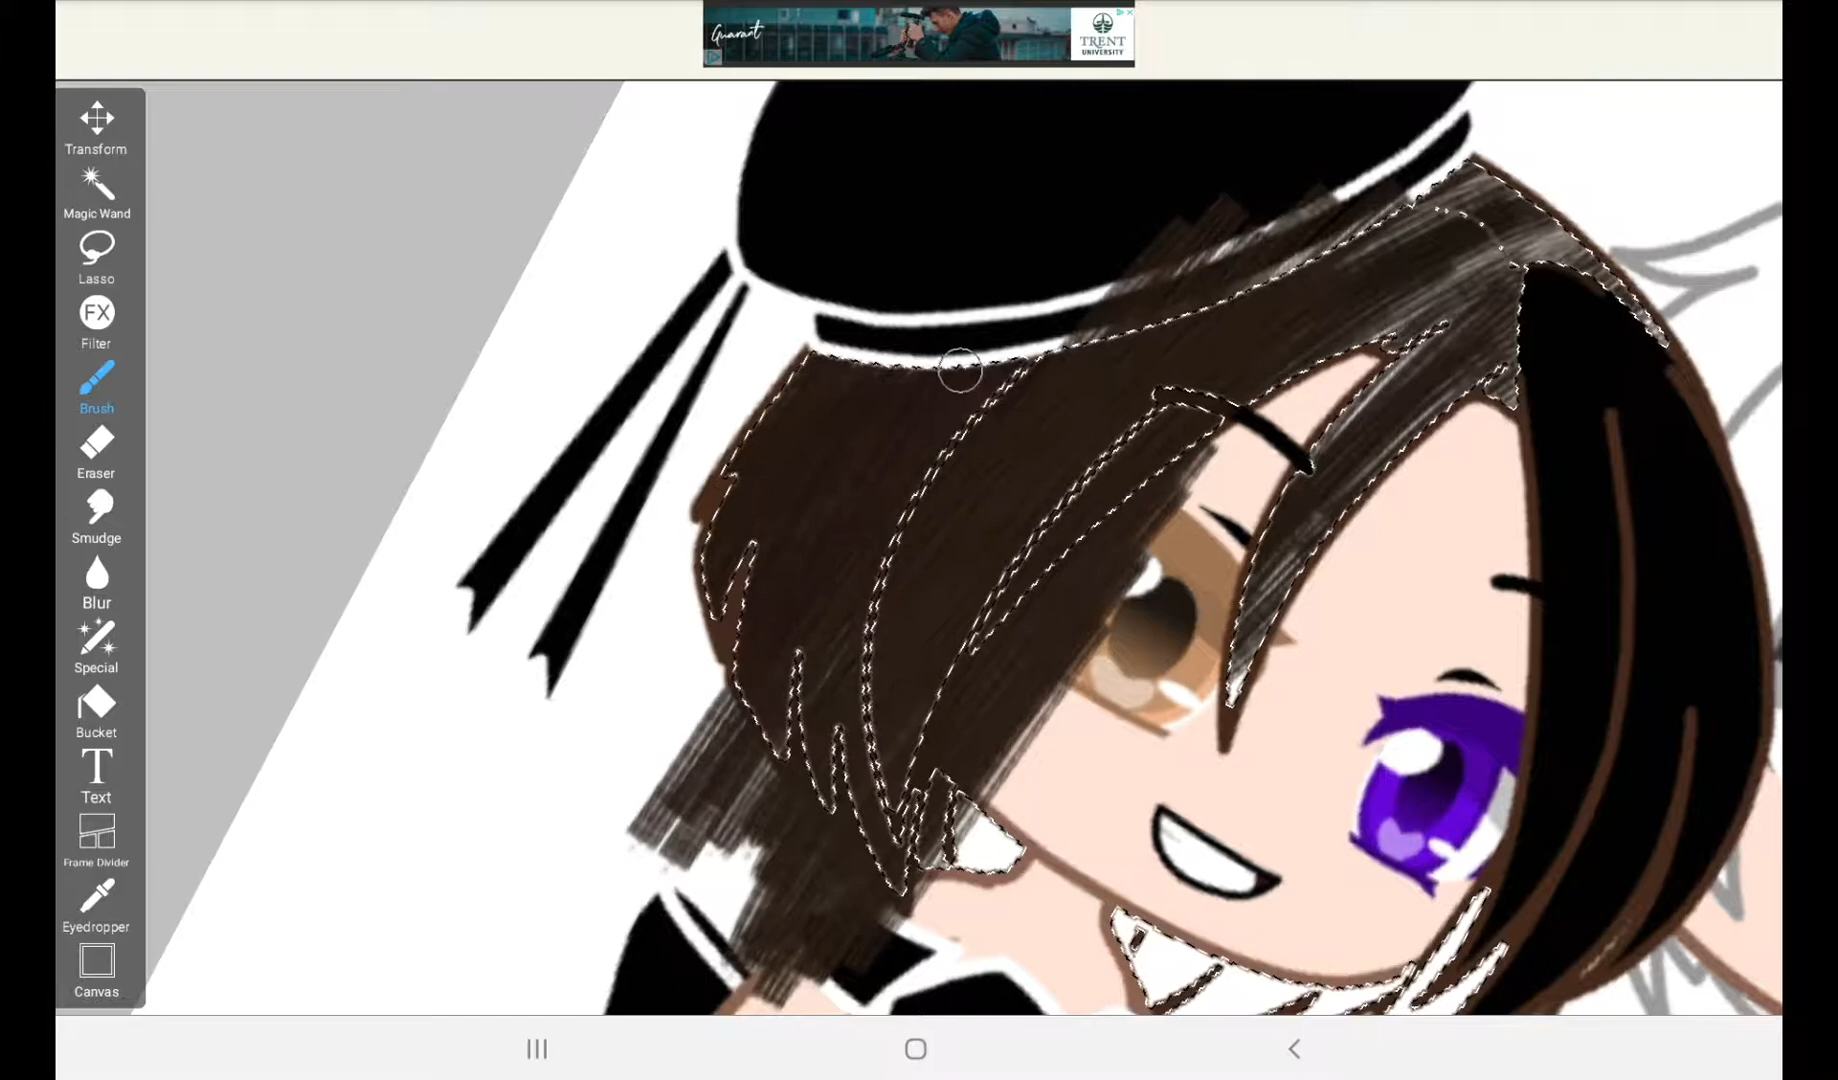 Guarant
TRENT
UNIVERSITY
Transform
Magic Wand
Lasso
FX
Filter
Brush
Eraser
Smudge
Blur
Special
Bucket
T
Text
Frame Divider
Eyedropper
Canvas